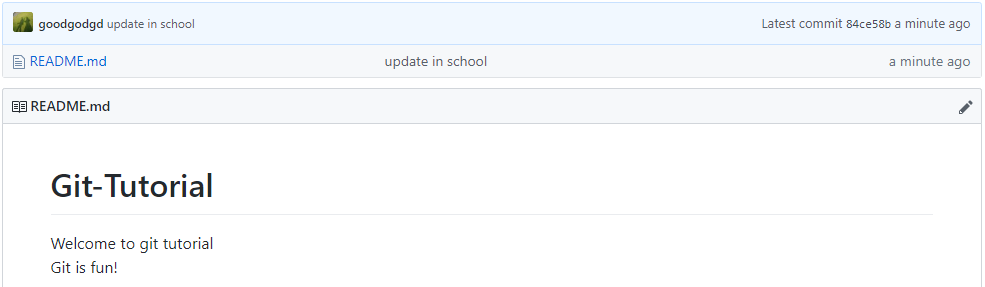 goodgodgd update in school Latest commit 84ce58b a minute ago
README.md update in school a minute ago
README.md
Git-Tutorial
Welcome to git tutorial
Git is fun!